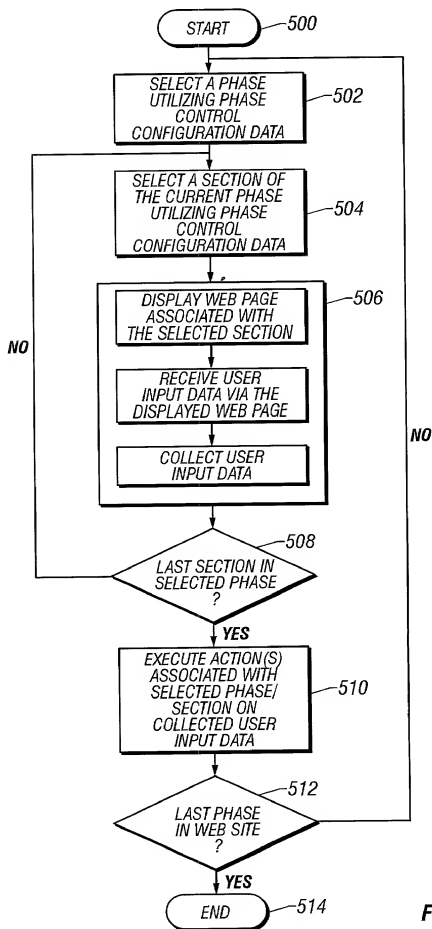 START
500
SELECT A PHASE
UTILIZING PHASE
CONTROL
CONFIGURATION DATA
502
SELECT A SECTION OF
THE CURRENT PHASE
UTILIZING PHASE
CONTROL
CONFIGURATION DATA
504
DISPLAY WEB PAGE
ASSOCIATED WITH
THE SELECTED SECTION
506
NO
RECEIVE USER
INPUT DATA VIA THE
DISPLAYED WEB PAGE
NO
COLLECT USER
INPUT DATA
508
LAST SECTION IN
SELECTED PHASE
?
YES
EXECUTE ACTION(S)
ASSOCIATED WITH
SELECTED PHASE/
SECTION ON
COLLECTED USER
INPUT DATA
510
512
LAST PHASE
IN WEB SITE
?
YES
END
514
F